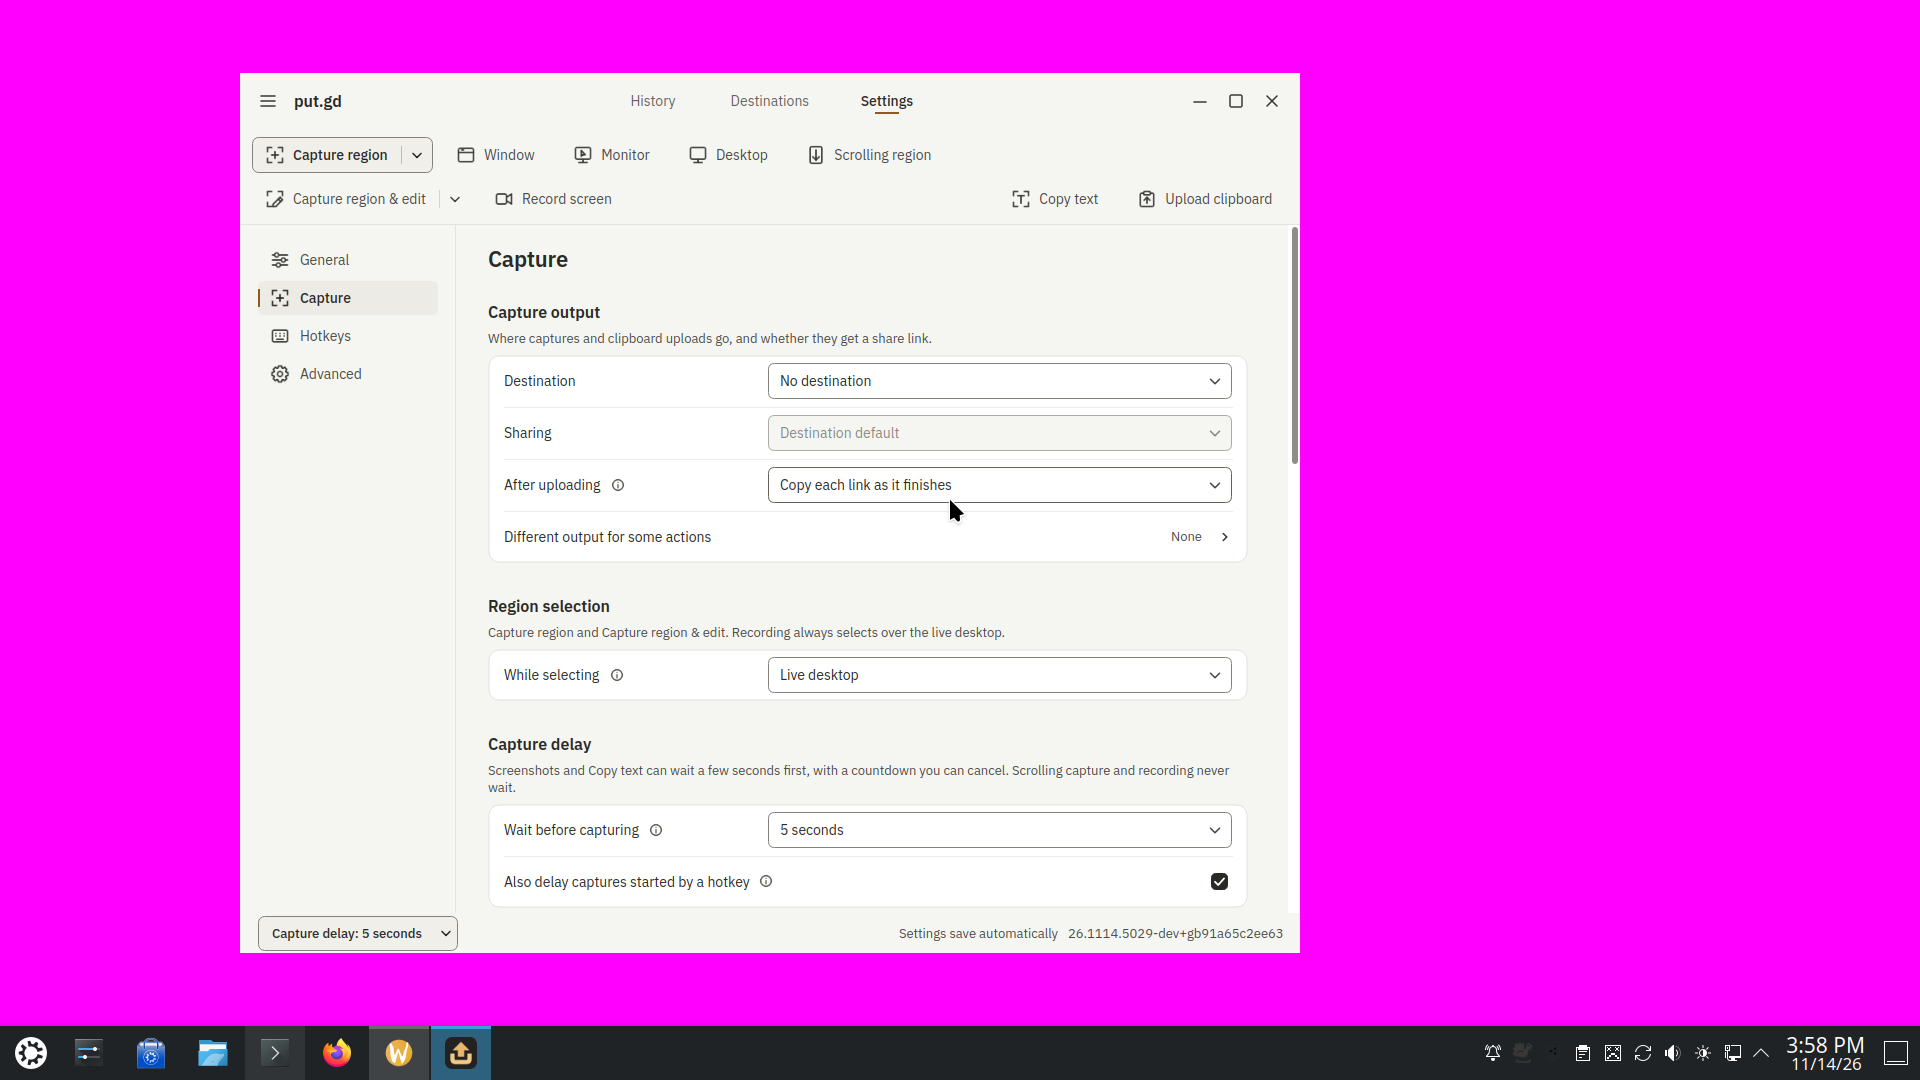 put.gd
History
Destinations
Settings
Capture region
Window
Monitor
Desktop
Scrolling region
Capture region & edit
Record screen
Copy text
Upload clipboard
General
Capture
Hotkeys
Advanced
Capture
Capture output
Where captures and clipboard uploads go, and whether they get a share link.
Destination
No destination
Sharing
Destination default
After uploading
Copy each link as it finishes
Different output for some actions
None
Region selection
Capture region and Capture region & edit. Recording always selects over the live desktop.
While selecting
Live desktop
Capture delay
Screenshots and Copy text can wait a few seconds first, with a countdown you can cancel. Scrolling capture and recording never
wait.
Wait before capturing
5 seconds
Also delay captures started by a hotkey
Capture delay: 5 seconds
Settings save automatically
26.1114.5029-dev+gb91a65c2ee63
3:58 PM
11/14/26